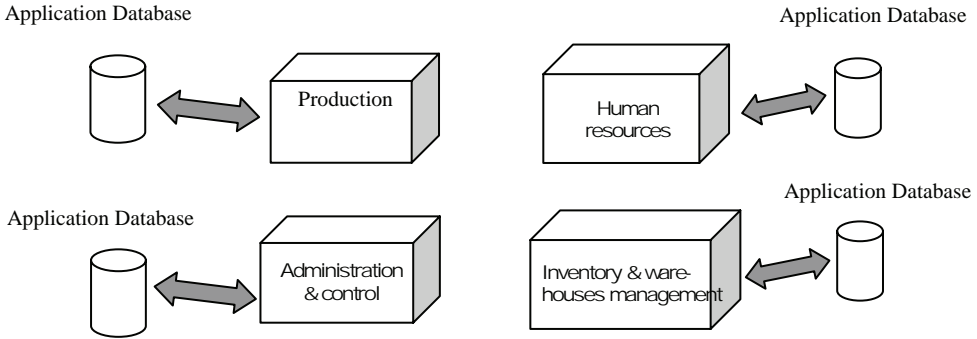 Application Database
Application Database
Production
Human
resources
Application Database
Application Database
Administration
& control
Inventory & ware-
houses management